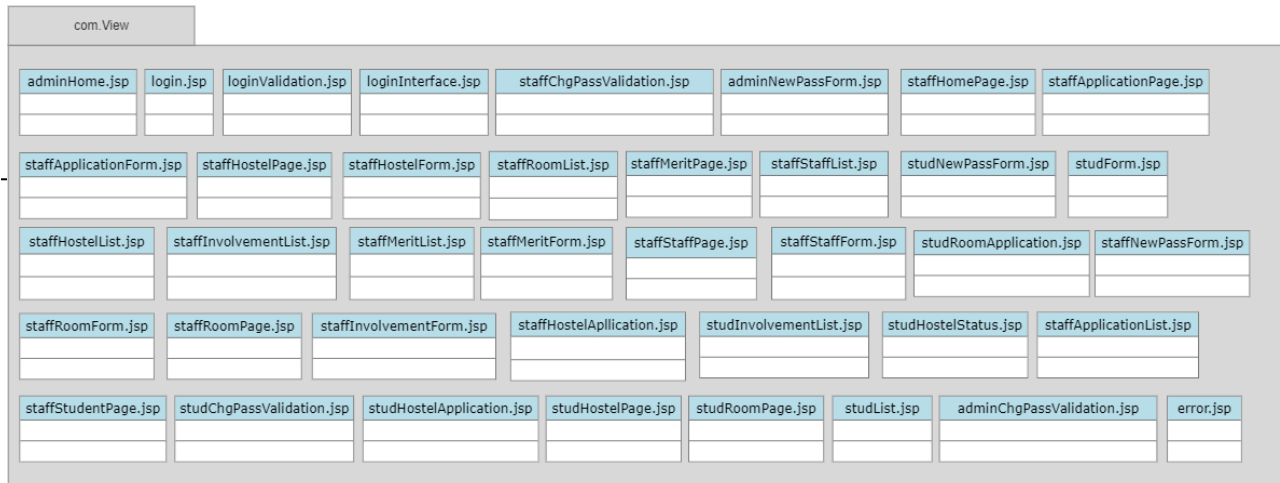 com.View
adminHome.jsp login.jsp loginValidation.jsp loginInterface.jsp staffChgPassValidation.jsp adminNewPassForm.jsp staffHomePage.jsp staffApplicationPage.jsp
staffApplicationForm.jsp staffHostelPage.jsp staffHostelForm.jsp staffRoomList.jsp staffMeritPage.jsp staffStaffList.jsp studNewPassForm.jsp studForm.jsp
staffHostelList.jsp staffInvolvementList.jsp staffMeritList.jsp staffMeritForm.jsp staffStaffPage.jsp staffStaffForm.jsp studRoomApplication.jsp staffNewPassForm.jsp
staffRoomForm.jsp staffRoomPage.jsp staffInvolvementForm.jsp staffHostelApllication.jsp studInvolvementList.jsp studHostelStatus.jsp staffApplicationList.jsp
staffStudentPage.jsp studChgPassValidation.jsp studHostelApplication.jsp studHostelPage.jsp studRoomPage.jsp studList.jsp adminChgPassValidation.jsp error.jsp